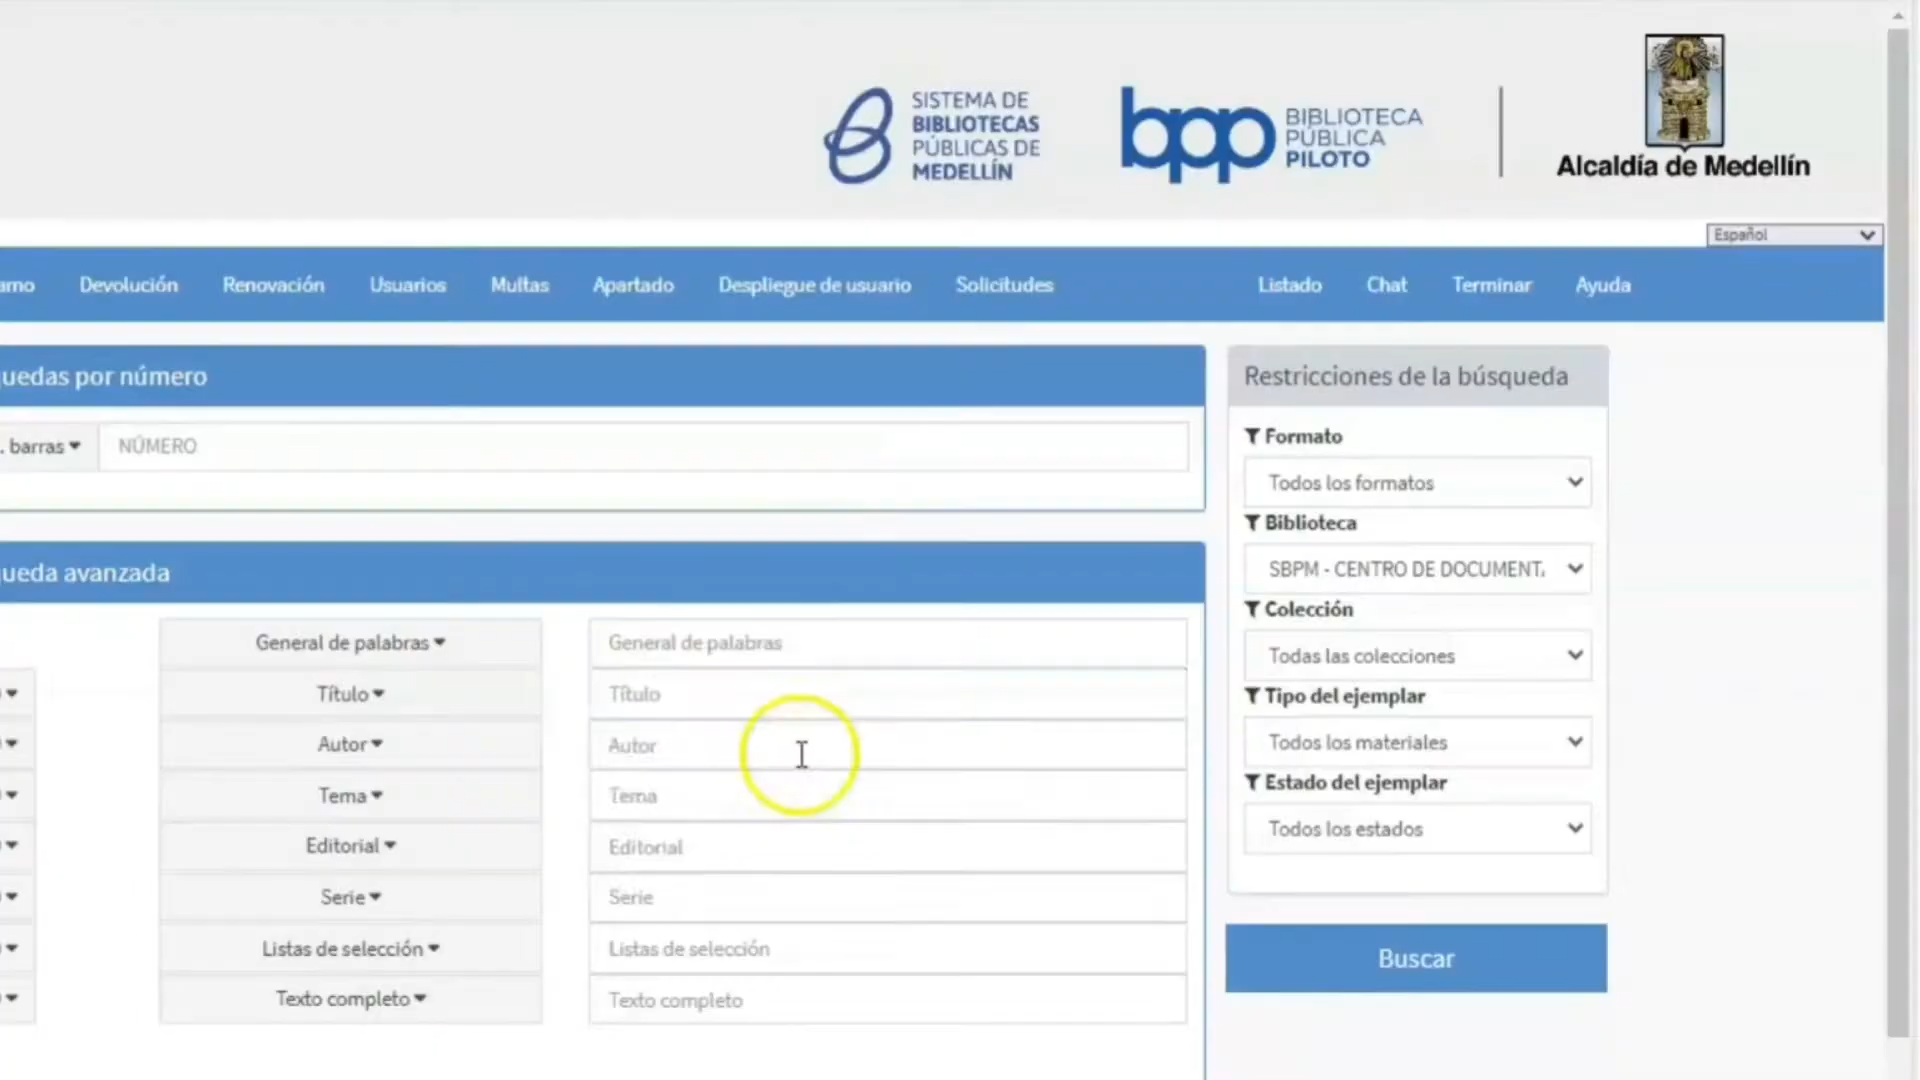 SISTEMA DE
BIBLIOTECAS
PÚBLICAS DE
MEDELLÍN
bpp
BIBLIOTECA
PÚBLICA
PILOTO
Alcaldía de Medellín
Español
amo Devolución Renovación Usuarios Multas Apartado Despliegue de usuario Solicitudes Listado Chat Terminar Ayuda
quedas por número
. barras NÚMERO
queda avanzada
General de palabras General de palabras
Título Título
Autor Autor
Tema Tema
Editorial Editorial
Serie Serie
Listas de selección Listas de selección
Texto completo Texto completo
Restricciones de la búsqueda
Formato
Todos los formatos
Biblioteca
SBPM - CENTRO DE DOCUMENT
Colección
Todas las colecciones
Tipo del ejemplar
Todos los materiales
Estado del ejemplar
Todos los estados
Buscar